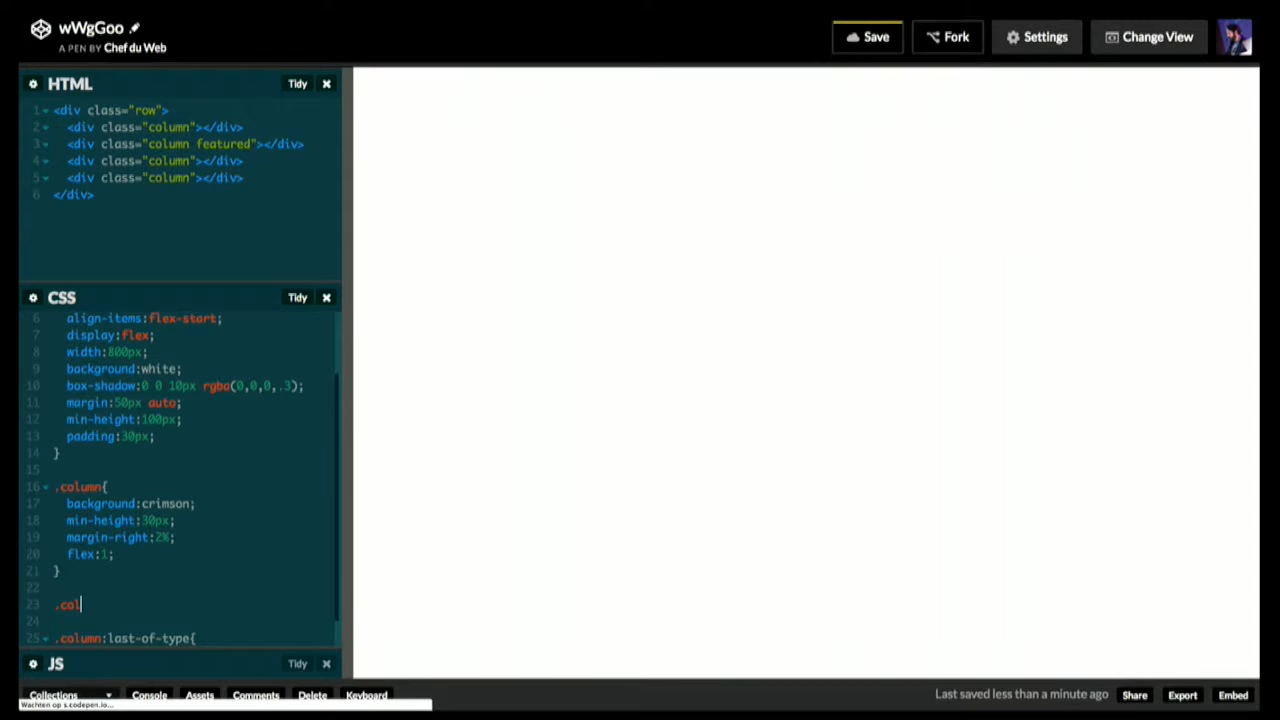 wWgGoo
A PEN BY Chef du Web
Save
Fork
Settings
Change View
HTML
Tidy
1 <div class="row">
2 <div class="column"></div>
3 <div class="column featured"></div>
4 <div class="column"></div>
5 <div class="column"></div>
6 </div>
CSS
Tidy
6 align-items:flex-start;
7 display:flex;
8 width:800px;
9 background:white;
10 box-shadow:0 0 10px rgba(0,0,0,.3);
11 margin:50px auto;
12 min-height:100px;
13 padding:30px;
14 }
15
16 .column{
17 background:crimson;
18 min-height:30px;
19 margin-right:2%;
20 flex:1;
21 }
22
23 .col
24
25 .column:last-of-type{
JS
Tidy
Collections
Console
Assets
Comments
Delete
Keyboard
Last saved less than a minute ago
Share
Export
Embed
Wachten op s.codepen.io...